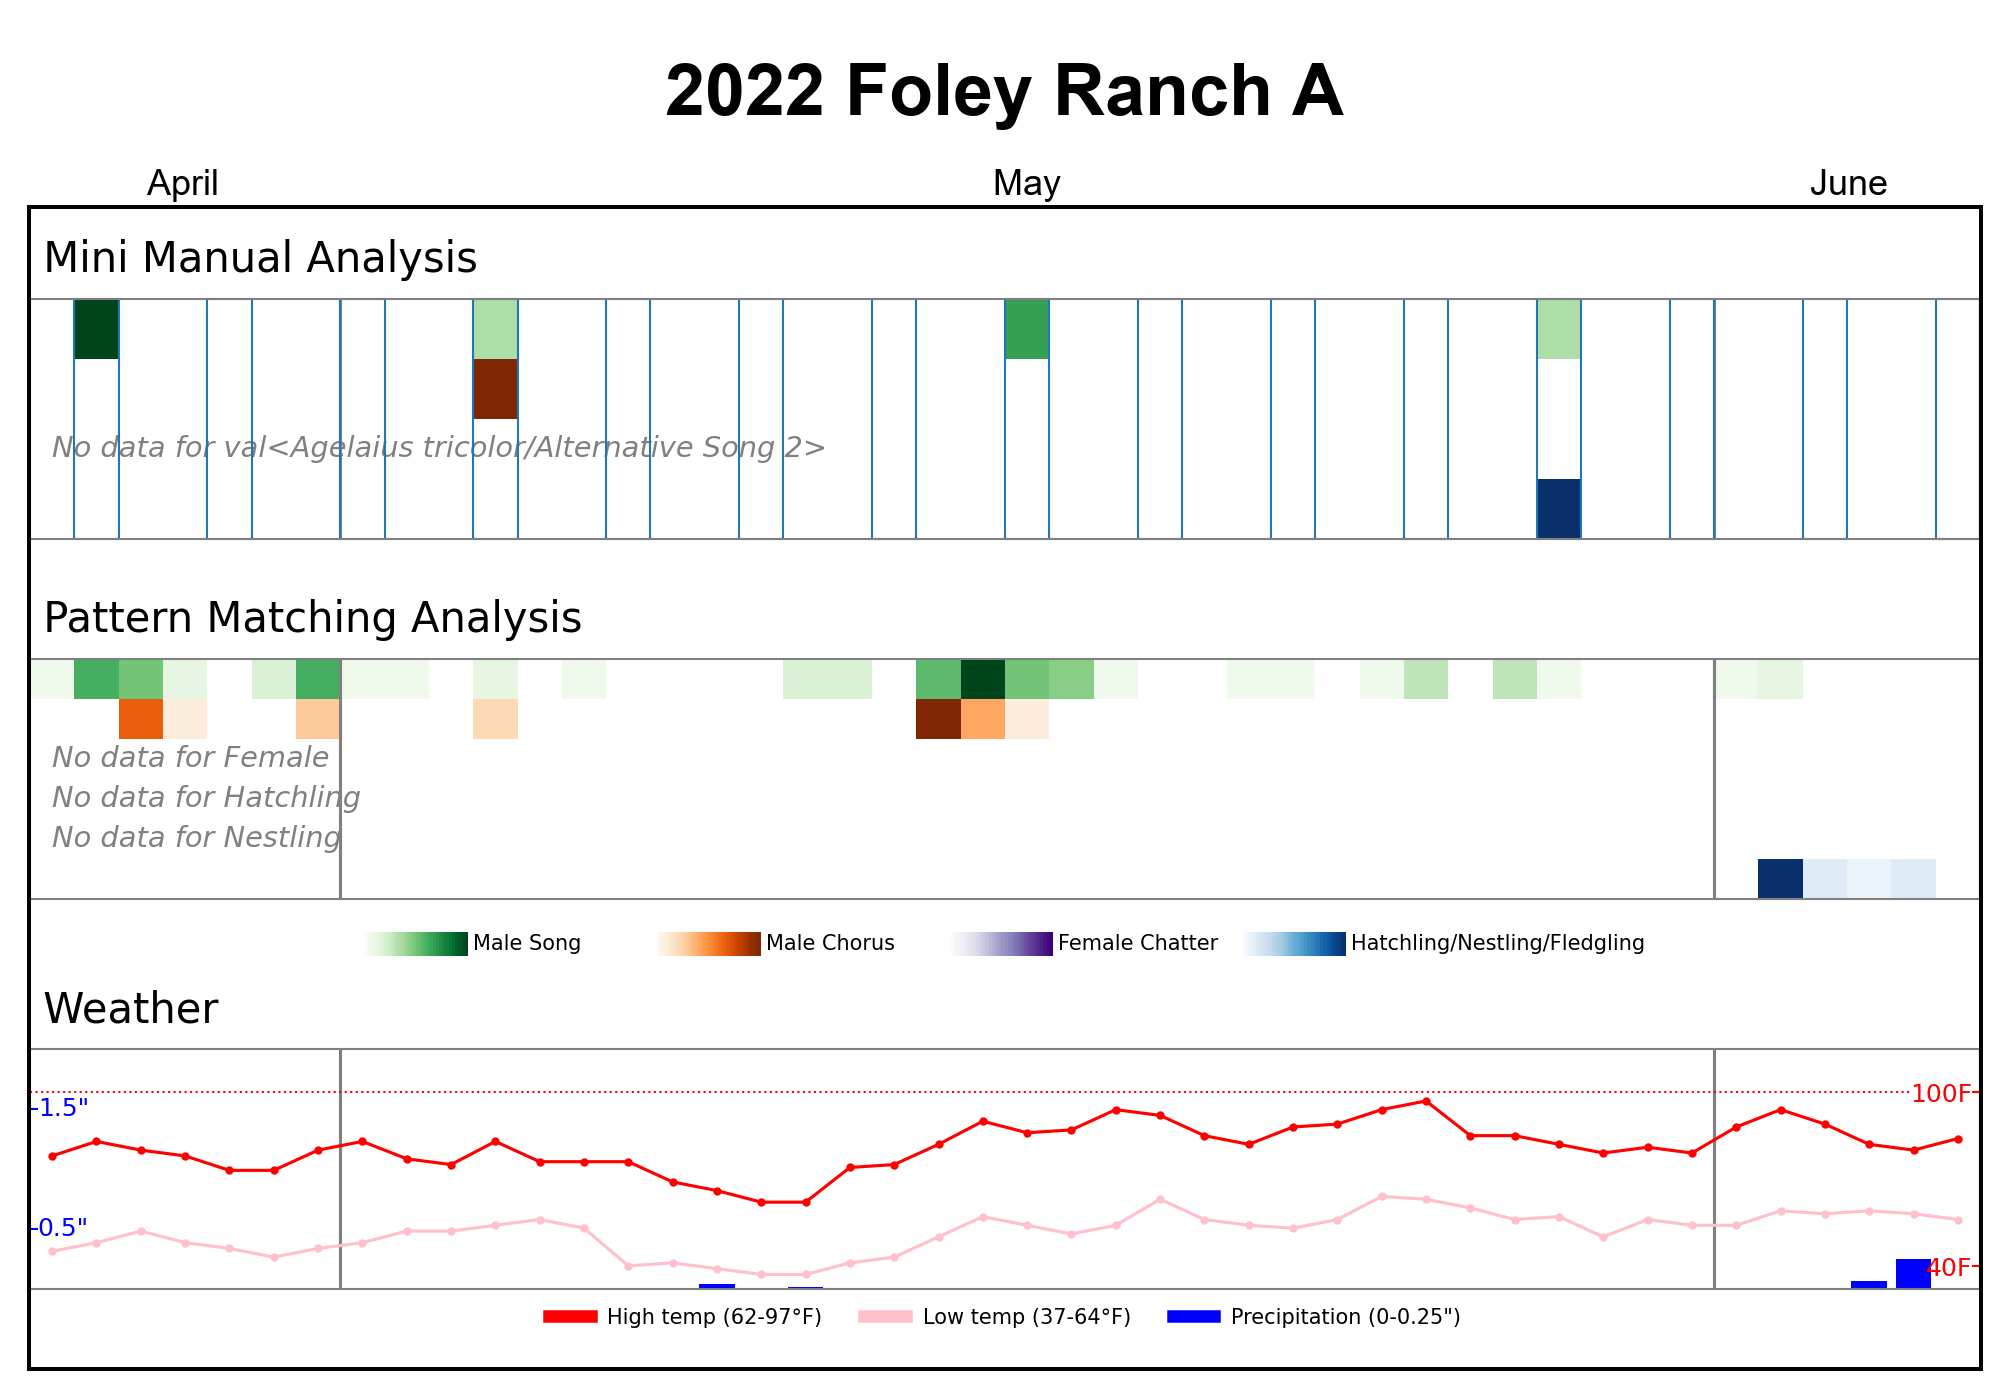 2022 Foley Ranch A
April May June
Mini Manual Analysis
No data for val<Agelaius tricolor/Alternative Song 2>
Pattern Matching Analysis
No data for Female
No data for Hatchling
No data for Nestling
Male Song Male Chorus Female Chatter Hatchling/Nestling/Fledgling
Weather
100F
1.5"
0.5"
40F
High temp (62-97°F) Low temp (37-64°F) Precipitation (0-0.25")